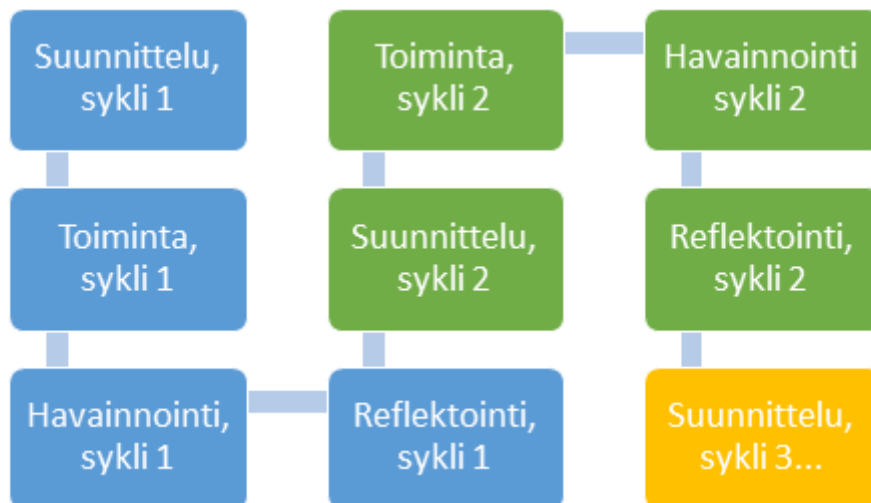 Suunnittelu,
sykli 1
Toiminta,
sykli 1
Havainnointi,
sykli 1
Reflektointi,
sykli 1
Suunnittelu,
sykli 2
Toiminta,
sykli 2
Havainnointi
sykli 2
Reflektointi,
sykli 2
Suunnittelu,
sykli 3...